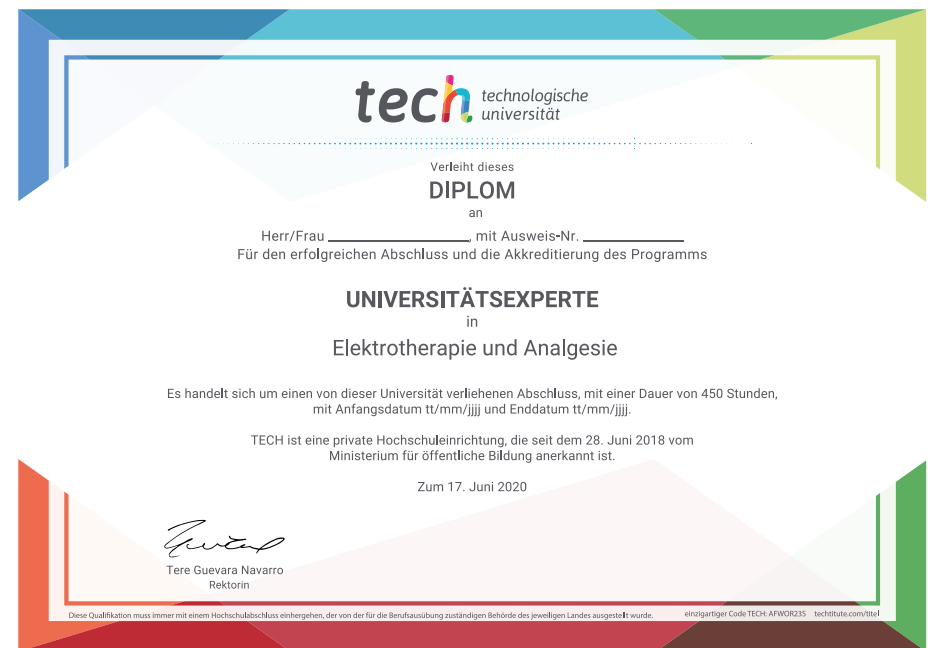 tech technologische
universität
Verleiht dieses
DIPLOM
an
Herr/Frau ____________________, mit Ausweis-Nr. ______________
Für den erfolgreichen Abschluss und die Akkreditierung des Programms
UNIVERSITÄTSEXPERTE
in
Elektrotherapie und Analgesie
Es handelt sich um einen von dieser Universität verliehenen Abschluss, mit einer Dauer von 450 Stunden,
mit Anfangsdatum tt/mm/jjjj und Enddatum tt/mm/jjjj.
TECH ist eine private Hochschuleinrichtung, die seit dem 28. Juni 2018 vom
Ministerium für öffentliche Bildung anerkannt ist.
Zum 17. Juni 2020
Tere Guevara Navarro
Rektorin
Diese Qualifikation muss immer mit einem Hochschulabschluss einhergehen, der von der für die Berufsausübung zuständigen Behörde des jeweiligen Landes ausgestellt wurde. einzigartiger Code TECH: AFWOR23S techtitute.com/titel